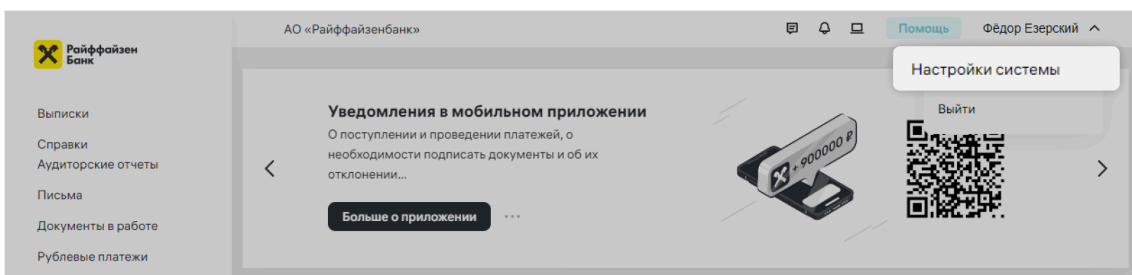 Райффайзен
Банк
АО «Райффайзенбанк»
Помощь
Фёдор Езерский
Настройки системы
Выйти
Выписки
Справки
Аудиторские отчеты
Письма
Документы в работе
Рублевые платежи
Уведомления в мобильном приложении
О поступлении и проведении платежей, о
необходимости подписать документы и об их
отклонении...
Больше о приложении
+ 900000 ₽